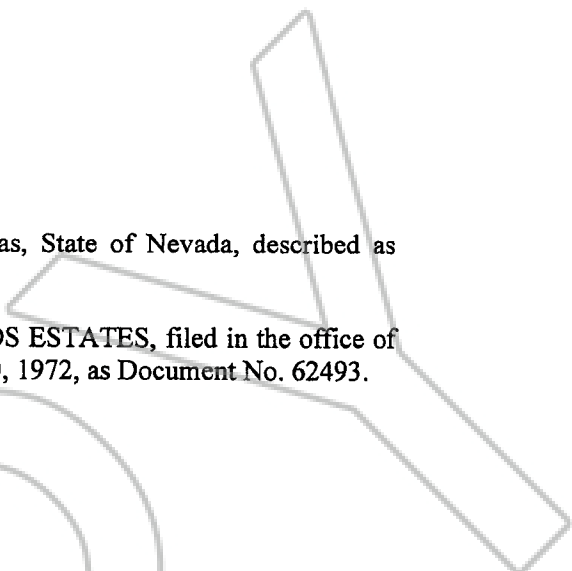 as, State of Nevada, described as
OS ESTATES, filed in the office of
, 1972, as Document No. 62493.